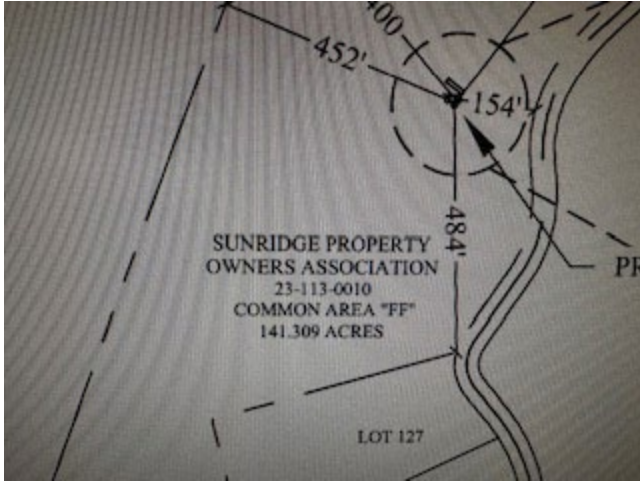 400
452'
154'
484'
SUNRIDGE PROPERTY
OWNERS ASSOCIATION
23-113-0010
COMMON AREA "FF"
141.309 ACRES
PR
LOT 127